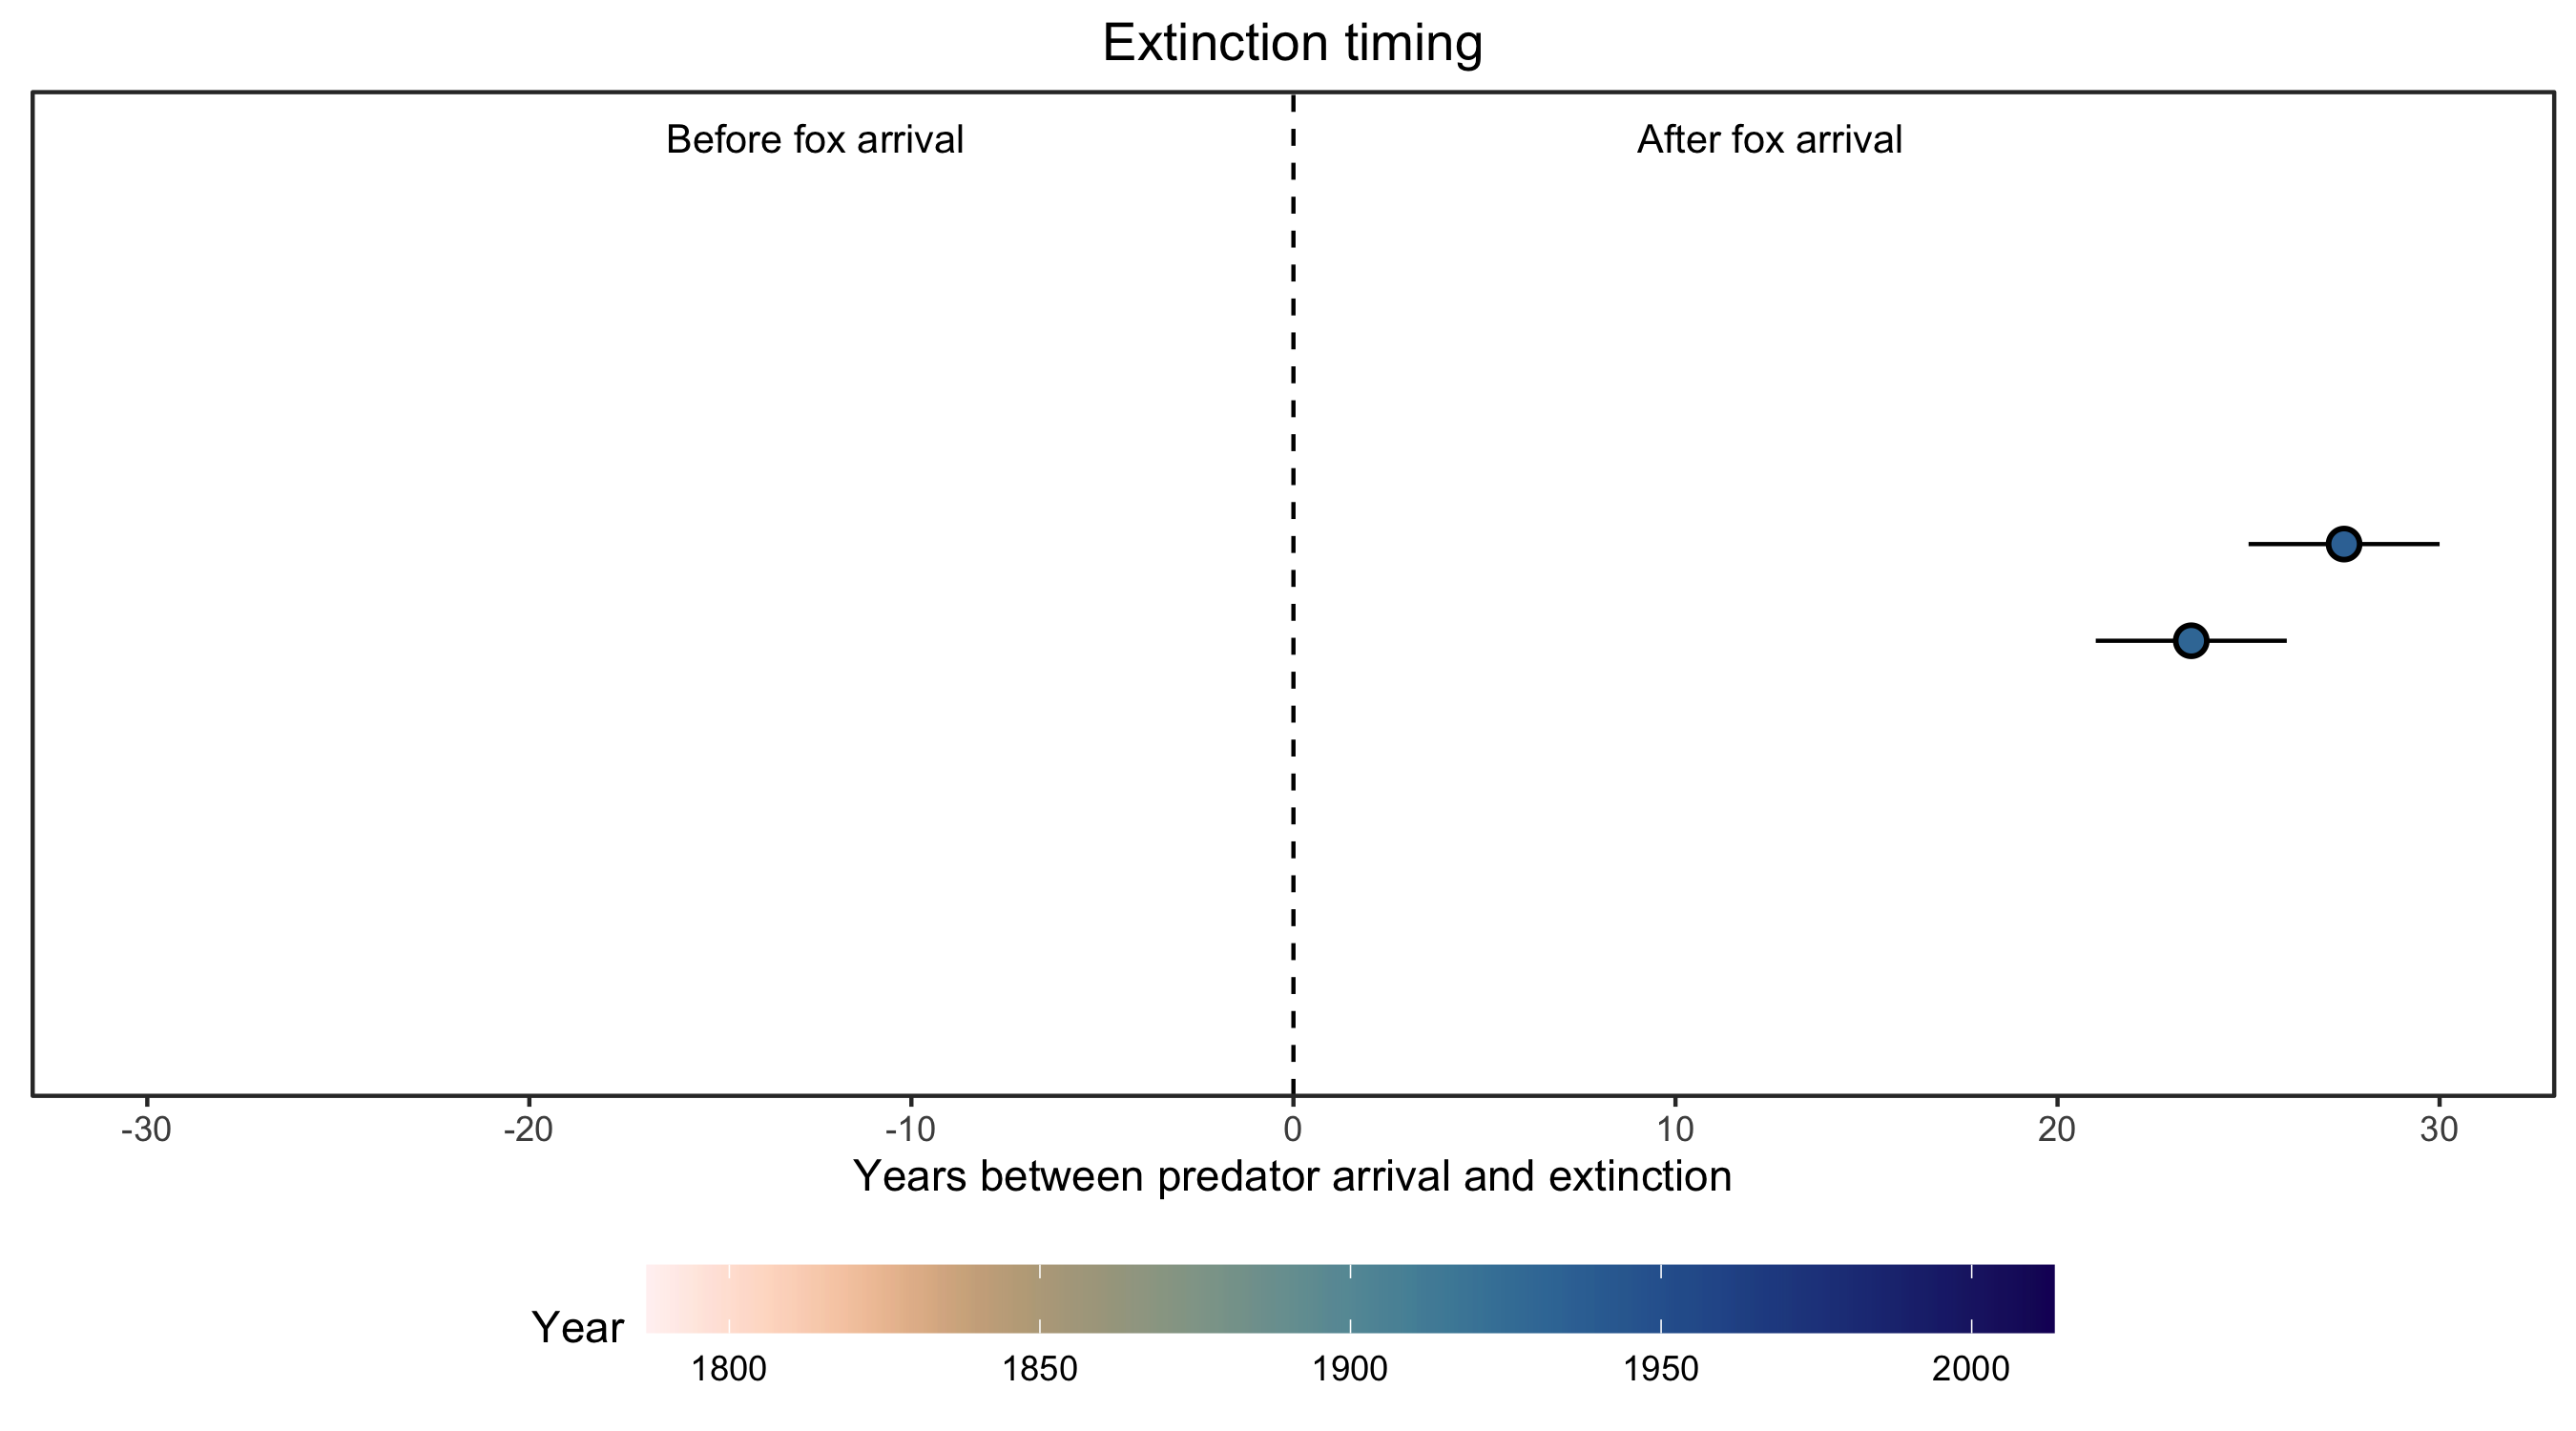 Extinction timing
Before fox arrival
After fox arrival
-30 -20 -10 0 10 20 30
Years between predator arrival and extinction
Year
1800 1850 1900 1950 2000